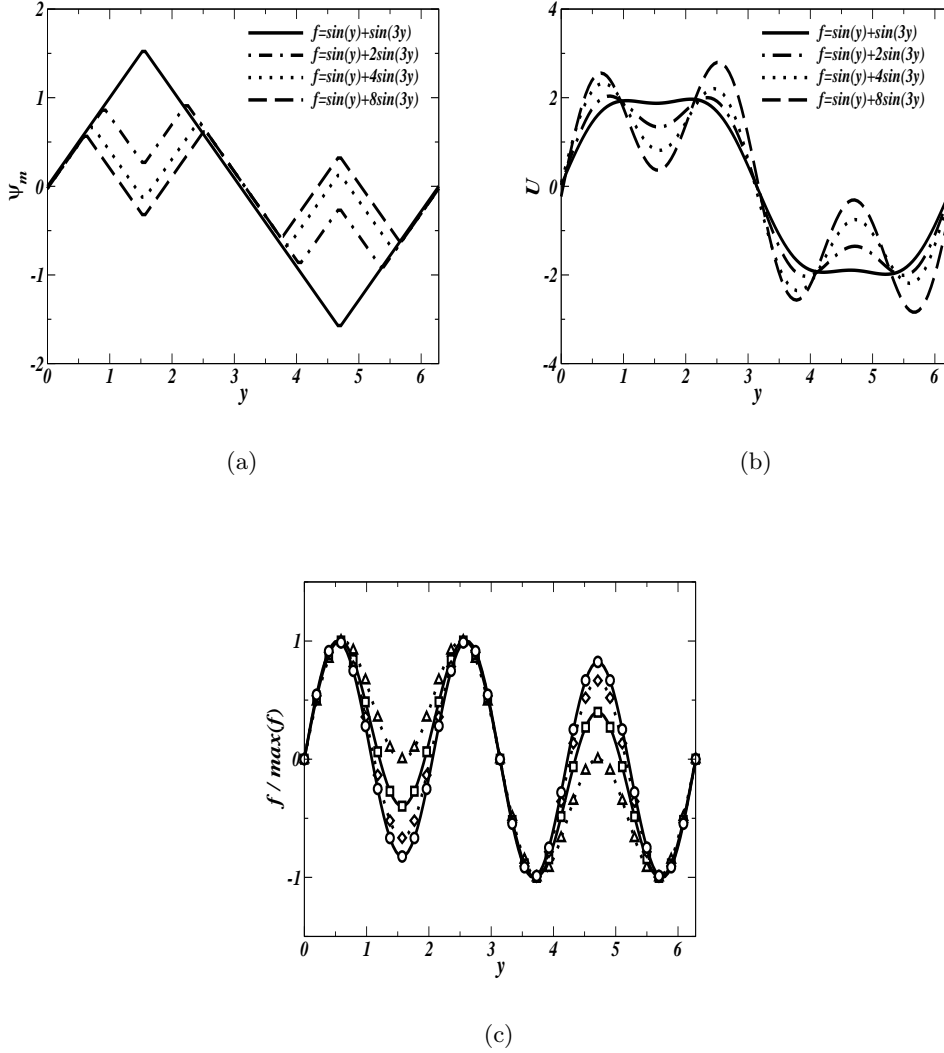 2
1
0
-1
-2
ψm
0
1
2
3
4
5
6
y
f=sin(y)+sin(3y)
f=sin(y)+2sin(3y)
f=sin(y)+4sin(3y)
f=sin(y)+8sin(3y)
(a)
4
2
0
-2
-4
U
0
1
2
3
4
5
6
y
f=sin(y)+sin(3y)
f=sin(y)+2sin(3y)
f=sin(y)+4sin(3y)
f=sin(y)+8sin(3y)
(b)
1
0
-1
f / max(f)
0
1
2
3
4
5
6
y
(c)